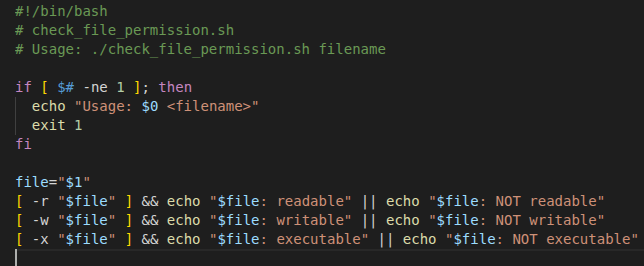 #!/bin/bash
# check_file_permission.sh
# Usage: ./check_file_permission.sh filename

if [ $# -ne 1 ]; then
  echo "Usage: $0 <filename>"
  exit 1
fi

file="$1"
[ -r "$file" ] && echo "$file: readable" || echo "$file: NOT readable"
[ -w "$file" ] && echo "$file: writable" || echo "$file: NOT writable"
[ -x "$file" ] && echo "$file: executable" || echo "$file: NOT executable"